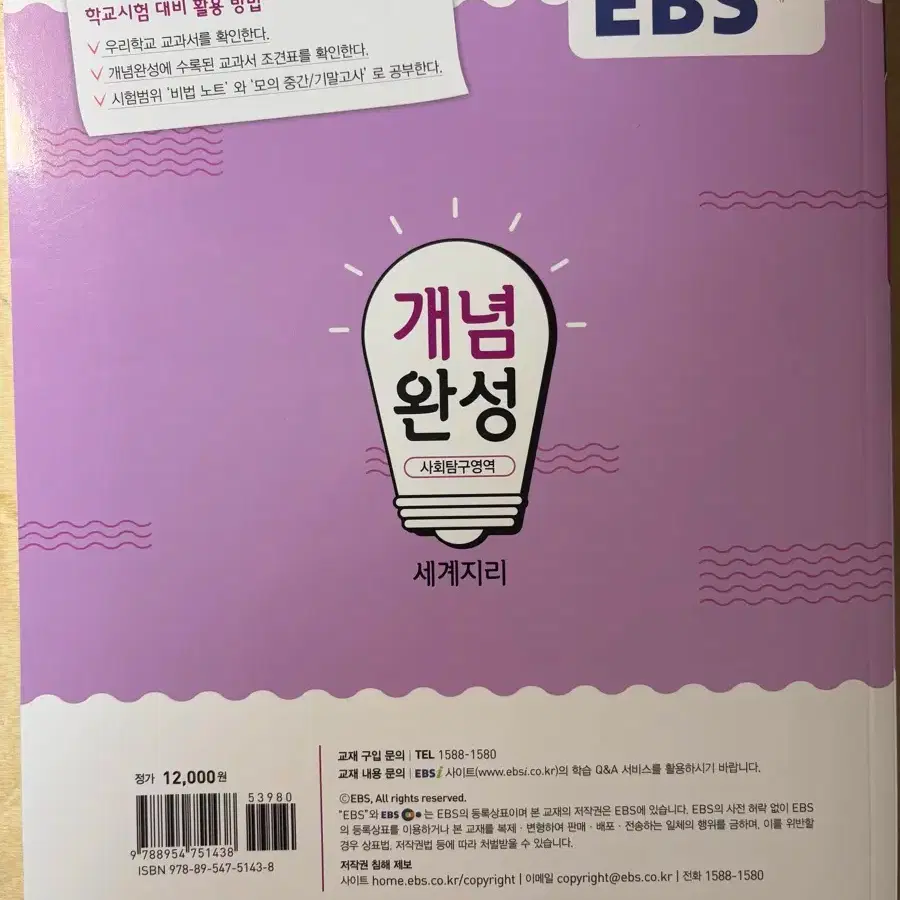 학교시험 대비 활용 방법
우리학교 교과서를 확인한다.
개념완성에 수록된 교과서 조견표를 확인한다.
시험범위 '비법 노트' 와 '모의 중간/기말고사' 로 공부한다.
EBS
개념
완성
사회탐구영역
세계지리
정가 12,000원
53980
9 788954 751438
ISBN 978-89-547-5143-8
교재 구입 문의 | TEL 1588-1580
교재 내용 문의 | EBSi 사이트(www.ebsi.co.kr)의 학습 Q&A 서비스를 활용하시기 바랍니다.
ⓒEBS, All rights reserved.
"EBS"와 EBS 는 EBS의 등록상표이며 본 교재의 저작권은 EBS에 있습니다. EBS의 사전 허락 없이 EBS
의 등록상표를 이용하거나 본 교재를 복제 · 변형하여 판매 · 배포 · 전송하는 일체의 행위를 금하며, 이를 위반할
경우 상표법, 저작권법 등에 따라 처벌받을 수 있습니다.
저작권 침해 제보
사이트 home.ebs.co.kr/copyright | 이메일 copyright@ebs.co.kr | 전화 1588-1580